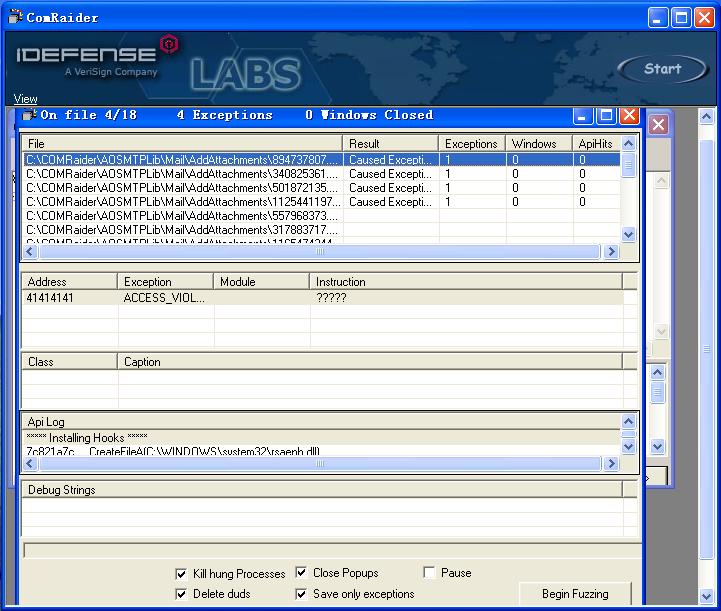 ComRaider
iDEFENSE
A VeriSign Company
LABS
Start
View
On file 4/18 4 Exceptions 0 Windows Closed
File Result Exceptions Windows ApiHits
C:\COMRaider\AOSMTPLib\Mail\AddAttachments\894737807.... Caused Excepti... 1 0 0
C:\COMRaider\AOSMTPLib\Mail\AddAttachments\340825361.... Caused Excepti... 1 0 0
C:\COMRaider\AOSMTPLib\Mail\AddAttachments\501872135.... Caused Excepti... 1 0 0
C:\COMRaider\AOSMTPLib\Mail\AddAttachments\1125441197... Caused Excepti... 1 0 0
C:\COMRaider\AOSMTPLib\Mail\AddAttachments\557968373....
C:\COMRaider\AOSMTPLib\Mail\AddAttachments\317883717....
C:\COMRaider\AOSMTPLib\Mail\AddAttachments\1165474244...
Address Exception Module Instruction
41414141 ACCESS_VIOL... ?????
Class Caption
Api Log
***** Installing Hooks *****
7c821a7c CreateFileA(C:\WINDOWS\system32\rsaenh.dll)
Debug Strings
Kill hung Processes Close Popups Pause
Delete duds Save only exceptions Begin Fuzzing